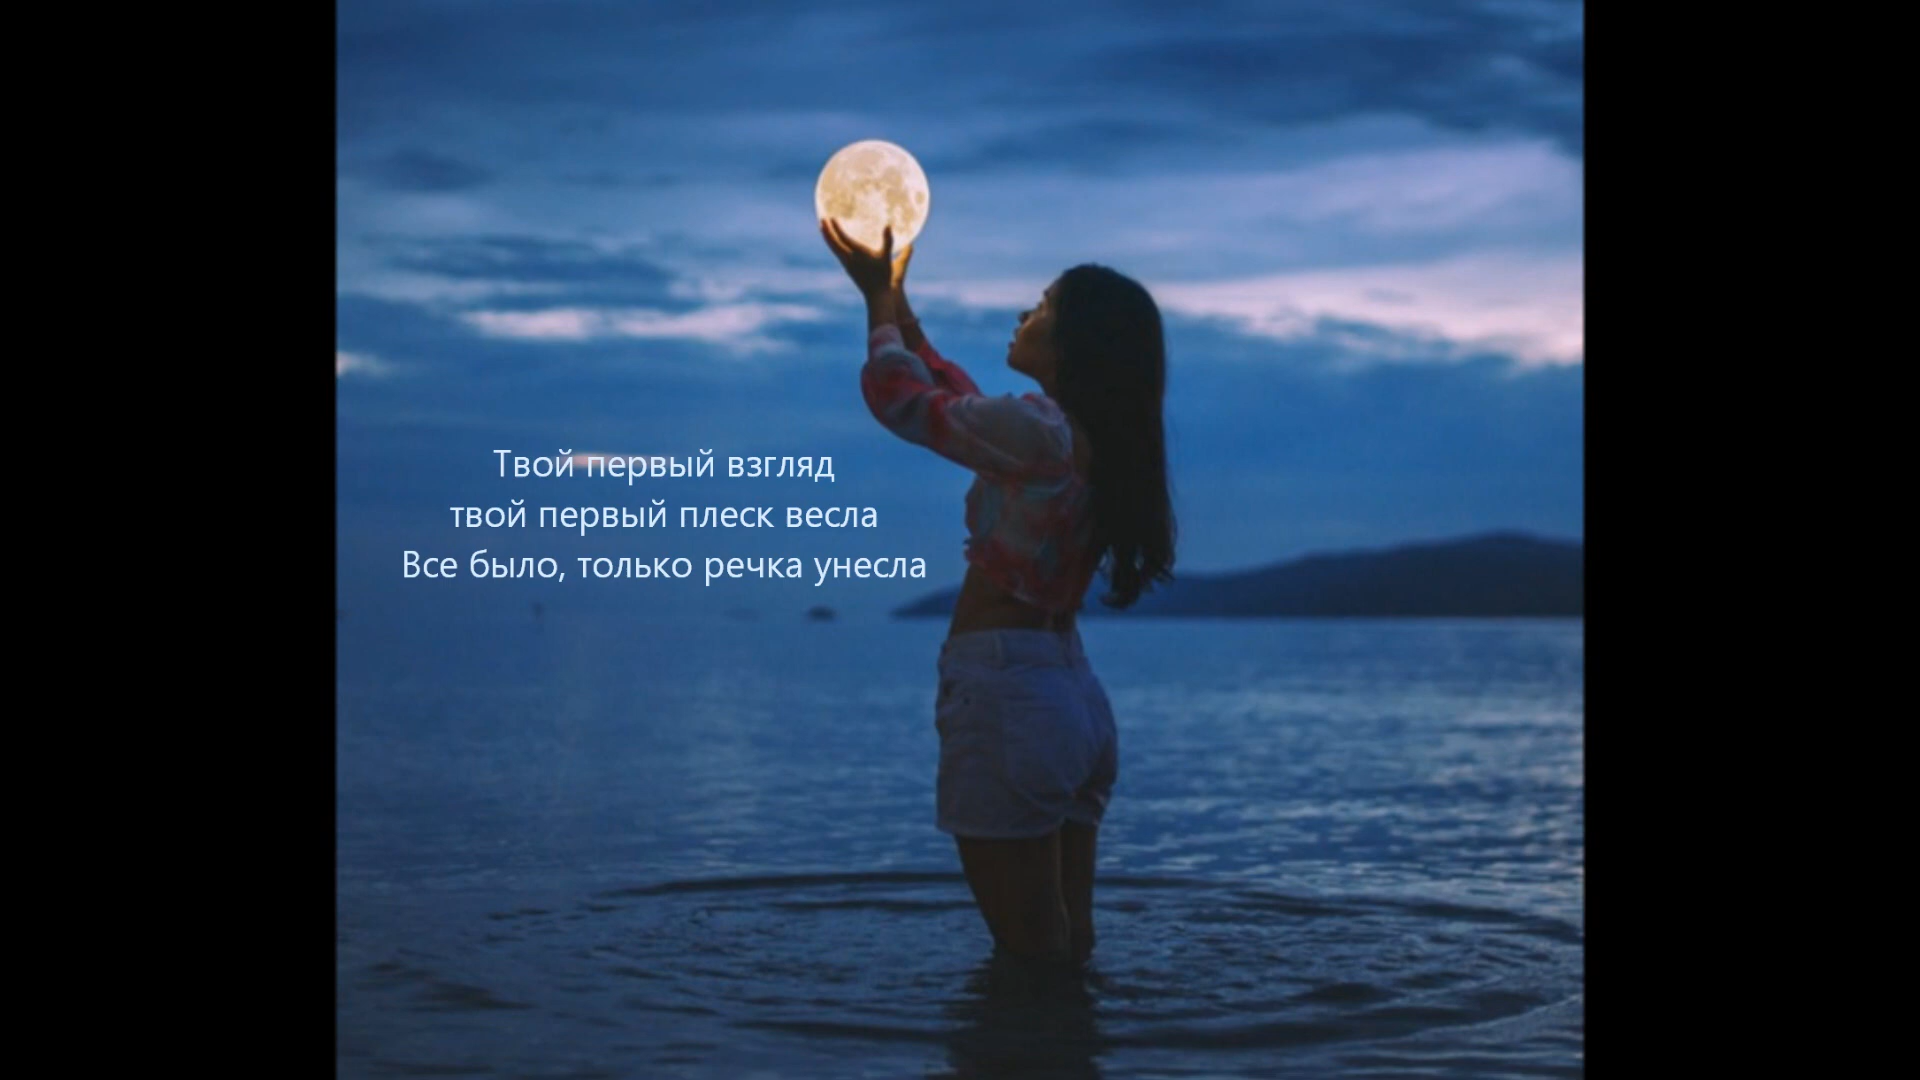 Твой первый взгляд
твой первый плеск весла
Все было, только речка унесла